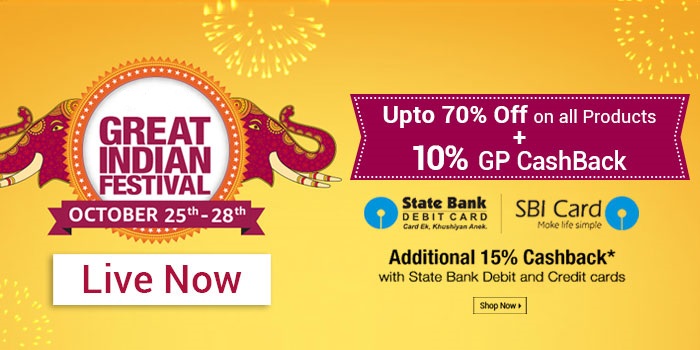 GREAT
INDIAN
FESTIVAL
OCTOBER 25th-28th
Live Now
Upto 70% Off on all Products
+
10% GP CashBack
State Bank
DEBIT CARD
Card Ek, Khushiyan Anek.
SBI Card
Make life simple
Additional 15% Cashback*
with State Bank Debit and Credit cards
Shop Now